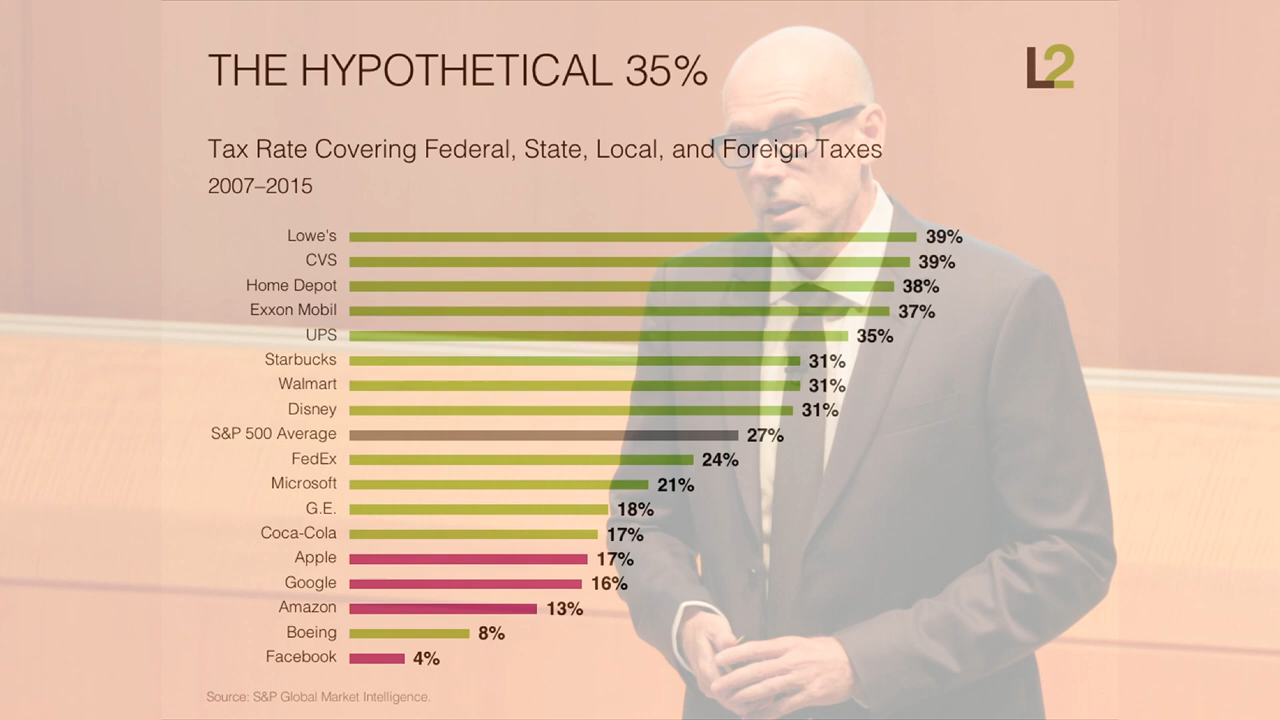 THE HYPOTHETICAL 35%
L2
Tax Rate Covering Federal, State, Local, and Foreign Taxes
2007–2015
Lowe's 39%
CVS 39%
Home Depot 38%
Exxon Mobil 37%
UPS 35%
Starbucks 31%
Walmart 31%
Disney 31%
S&P 500 Average 27%
FedEx 24%
Microsoft 21%
G.E. 18%
Coca-Cola 17%
Apple 17%
Google 16%
Amazon 13%
Boeing 8%
Facebook 4%
Source: S&P Global Market Intelligence.